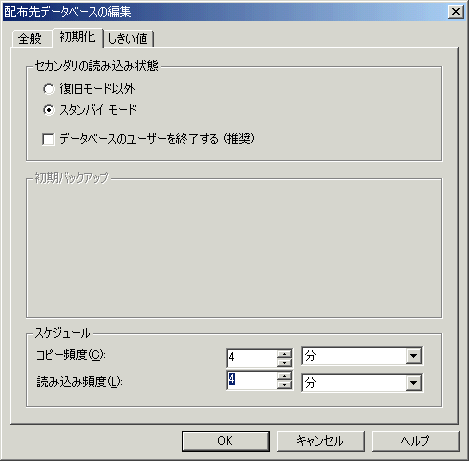 配布先データベースの編集
全般 初期化 しきい値
セカンダリの読み込み状態
復旧モード以外
スタンバイ モード
データベースのユーザーを終了する (推奨)
初期バックアップ
スケジュール
コピー頻度(C): 4 分
読み込み頻度(L): 4 分
OK キャンセル ヘルプ